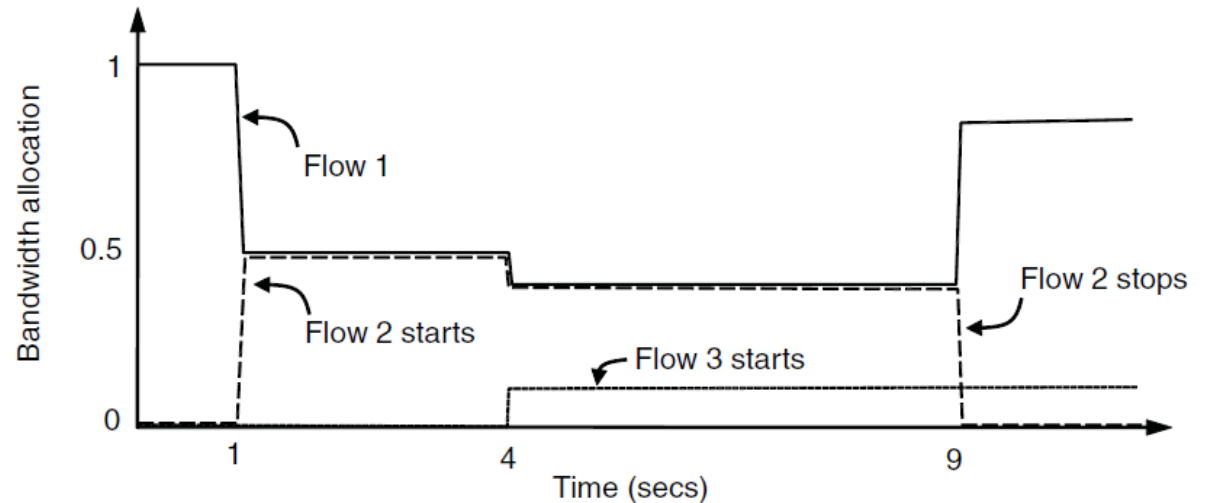 Bandwidth allocation
1
Flow 1
0.5
Flow 2 starts
Flow 2 stops
Flow 3 starts
0
1
4
9
Time (secs)